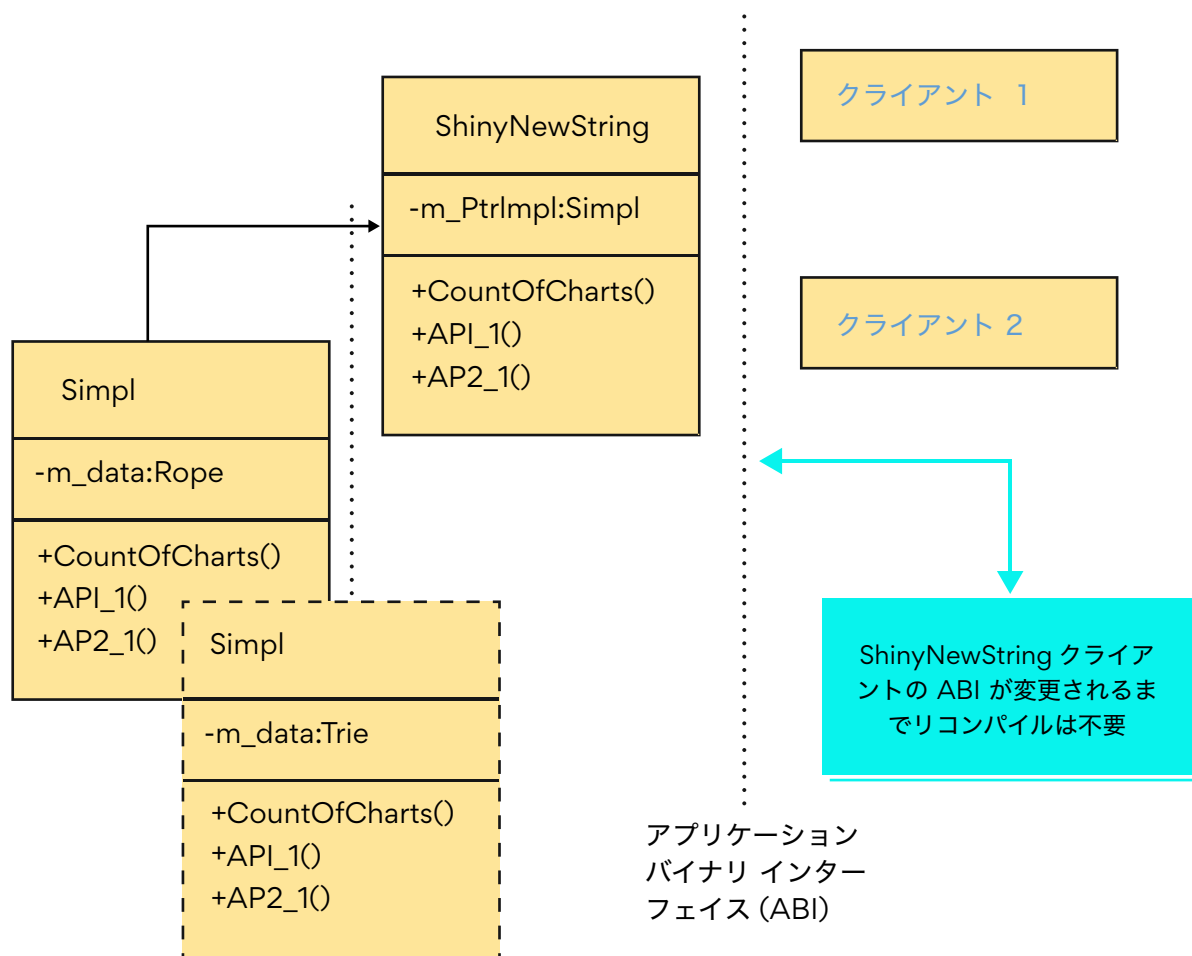 ShinyNewString
-m_PtrImpl:Simpl
+CountOfCharts()
+API_1()
+AP2_1()
Simpl
-m_data:Rope
+CountOfCharts()
+API_1()
+AP2_1()
Simpl
-m_data:Trie
+CountOfCharts()
+API_1()
+AP2_1()
クライアント 1
クライアント 2
ShinyNewString クライア
ントの ABI が変更されるま
でリコンパイルは不要
アプリケーション
バイナリ インター
フェイス (ABI)